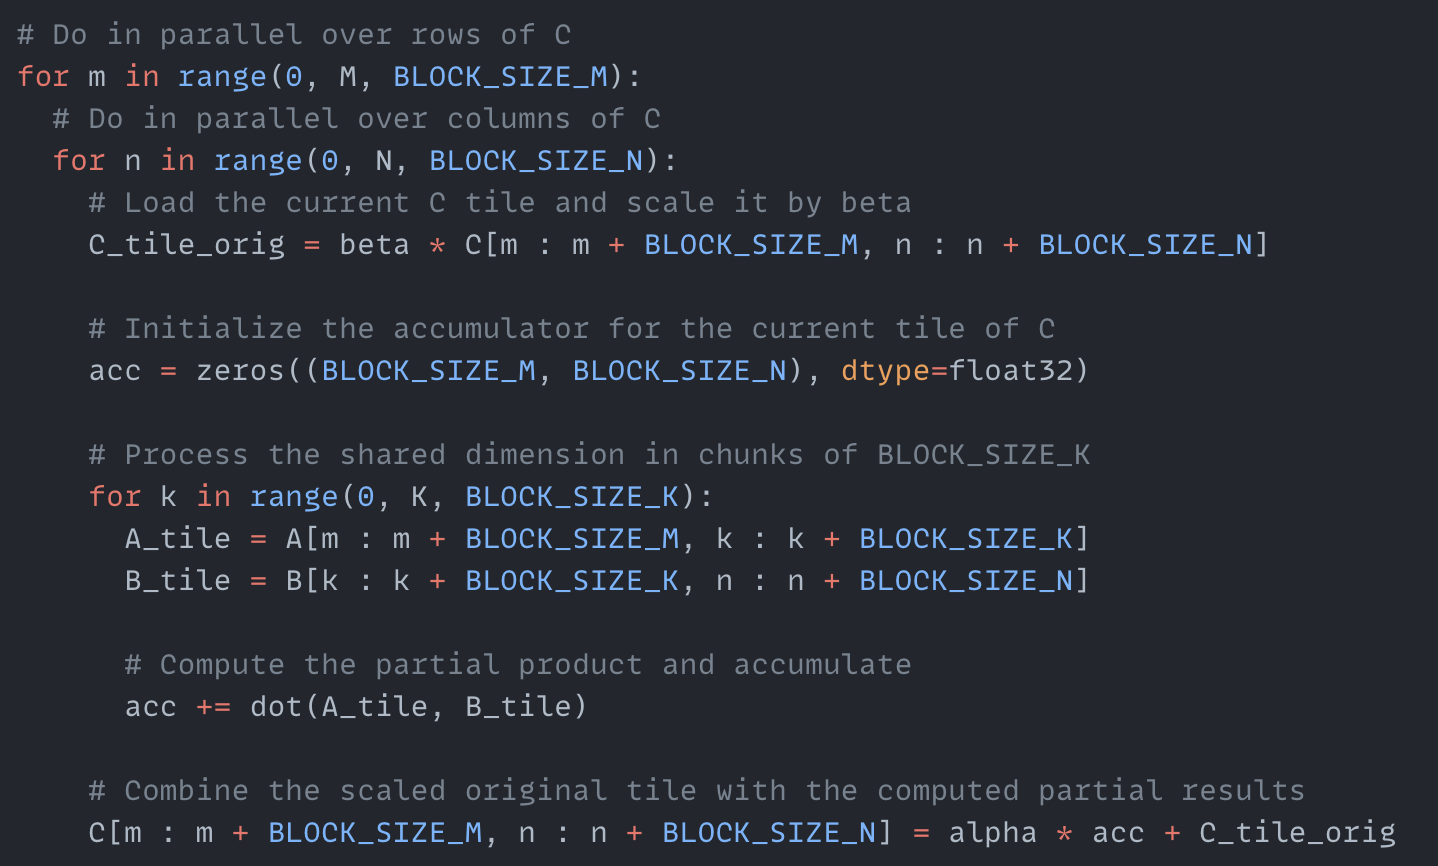 # Do in parallel over rows of C
for m in range(0, M, BLOCK_SIZE_M):
  # Do in parallel over columns of C
  for n in range(0, N, BLOCK_SIZE_N):
    # Load the current C tile and scale it by beta
    C_tile_orig = beta * C[m : m + BLOCK_SIZE_M, n : n + BLOCK_SIZE_N]

    # Initialize the accumulator for the current tile of C
    acc = zeros((BLOCK_SIZE_M, BLOCK_SIZE_N), dtype=float32)

    # Process the shared dimension in chunks of BLOCK_SIZE_K
    for k in range(0, K, BLOCK_SIZE_K):
      A_tile = A[m : m + BLOCK_SIZE_M, k : k + BLOCK_SIZE_K]
      B_tile = B[k : k + BLOCK_SIZE_K, n : n + BLOCK_SIZE_N]

      # Compute the partial product and accumulate
      acc += dot(A_tile, B_tile)

    # Combine the scaled original tile with the computed partial results
    C[m : m + BLOCK_SIZE_M, n : n + BLOCK_SIZE_N] = alpha * acc + C_tile_orig